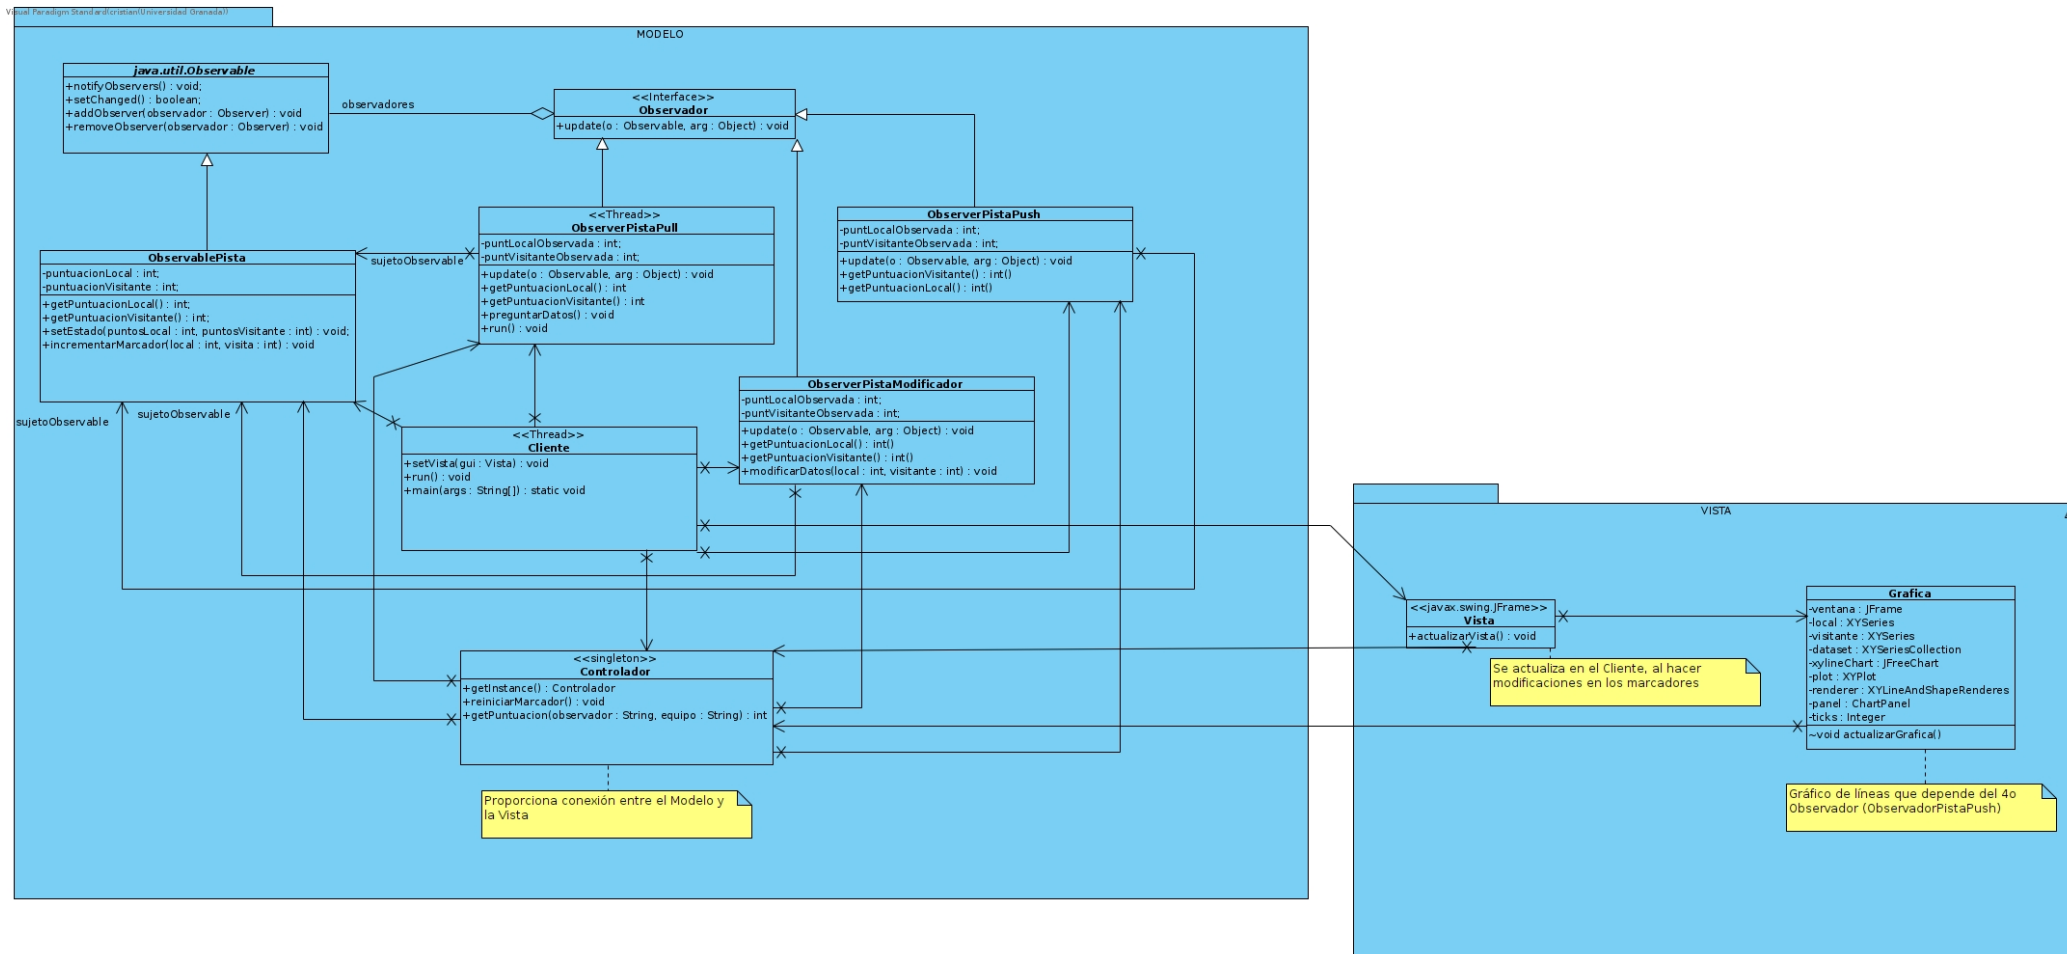 Visual Paradigm Standard(cristian(Universidad Granada))
MODELO
java.util.Observable
+notifyObservers() : void;
+setChanged() : boolean;
+addObserver(observador : Observer) : void
+removeObserver(observador : Observer) : void
observadores
<<Interface>>
Observador
+update(o : Observable, arg : Object) : void
<<Thread>>
ObserverPistaPull
-puntLocalObservada : int;
-puntVisitanteObservada : int;
+update(o : Observable, arg : Object) : void
+getPuntuacionLocal() : int
+getPuntuacionVisitante() : int
+preguntarDatos() : void
+run() : void
ObserverPistaPush
-puntLocalObservada : int;
-puntVisitanteObservada : int;
+update(o : Observable, arg : Object) : void
+getPuntuacionVisitante() : int()
+getPuntuacionLocal() : int()
ObservablePista
-puntuacionLocal : int;
-puntuacionVisitante : int;
+getPuntuacionLocal() : int;
+getPuntuacionVisitante() : int;
+setEstado(puntosLocal : int, puntosVisitante : int) : void;
+incrementarMarcador(local : int, visita : int) : void
sujetoObservable
sujetoObservable
sujetoObservable
ObserverPistaModificador
-puntLocalObservada : int;
-puntVisitanteObservada : int;
+update(o : Observable, arg : Object) : void
+getPuntuacionLocal() : int()
+getPuntuacionVisitante() : int()
+modificarDatos(local : int, visitante : int) : void
<<Thread>>
Cliente
+setVista(gui : Vista) : void
+run() : void
+main(args : String[]) : static void
<<singleton>>
Controlador
+getInstance() : Controlador
+reiniciarMarcador() : void
+getPuntuacion(observador : String, equipo : String) : int
Proporciona conexión entre el Modelo y
la Vista
VISTA
<<javax.swing.JFrame>>
Vista
+actualizarVista() : void
Se actualiza en el Cliente, al hacer
modificaciones en los marcadores
Grafica
-ventana : JFrame
-local : XYSeries
-visitante : XYSeries
-dataset : XYSeriesCollection
-xylineChart : JFreeChart
-plot : XYPlot
-renderer : XYLineAndShapeRenderes
-panel : ChartPanel
-ticks : Integer
~void actualizarGrafica()
Gráfico de líneas que depende del 4o
Observador (ObservadorPistaPush)